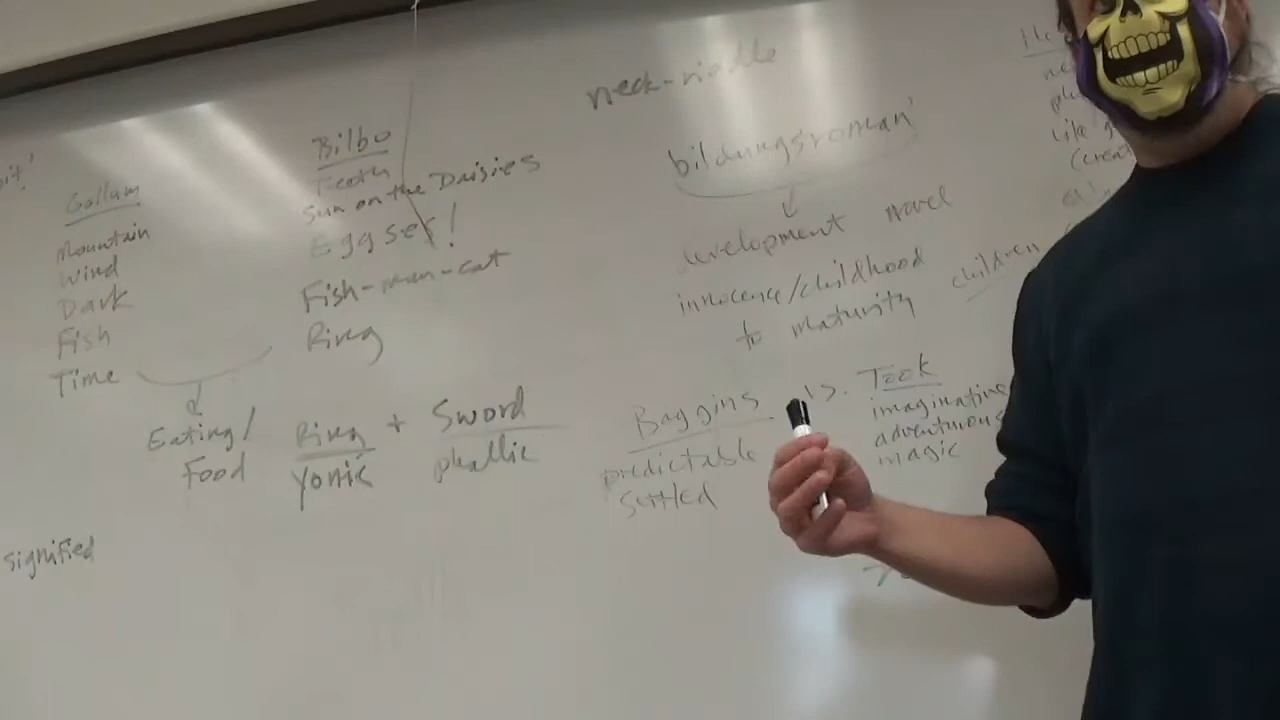 neck-riddle
Gollum
Mountain
Wind
Dark
Fish
Time
Eating/
Food
Bilbo
Teeth
Sun on the Daisies
Eggses!
Fish-man-cat
Ring
Ring + Sword
yonic phallic
bildungsroman'
development novel
innocence/childhood
to maturity
children
Baggins vs. Took
predictable
settled
imaginative
adventurous
magic
signified